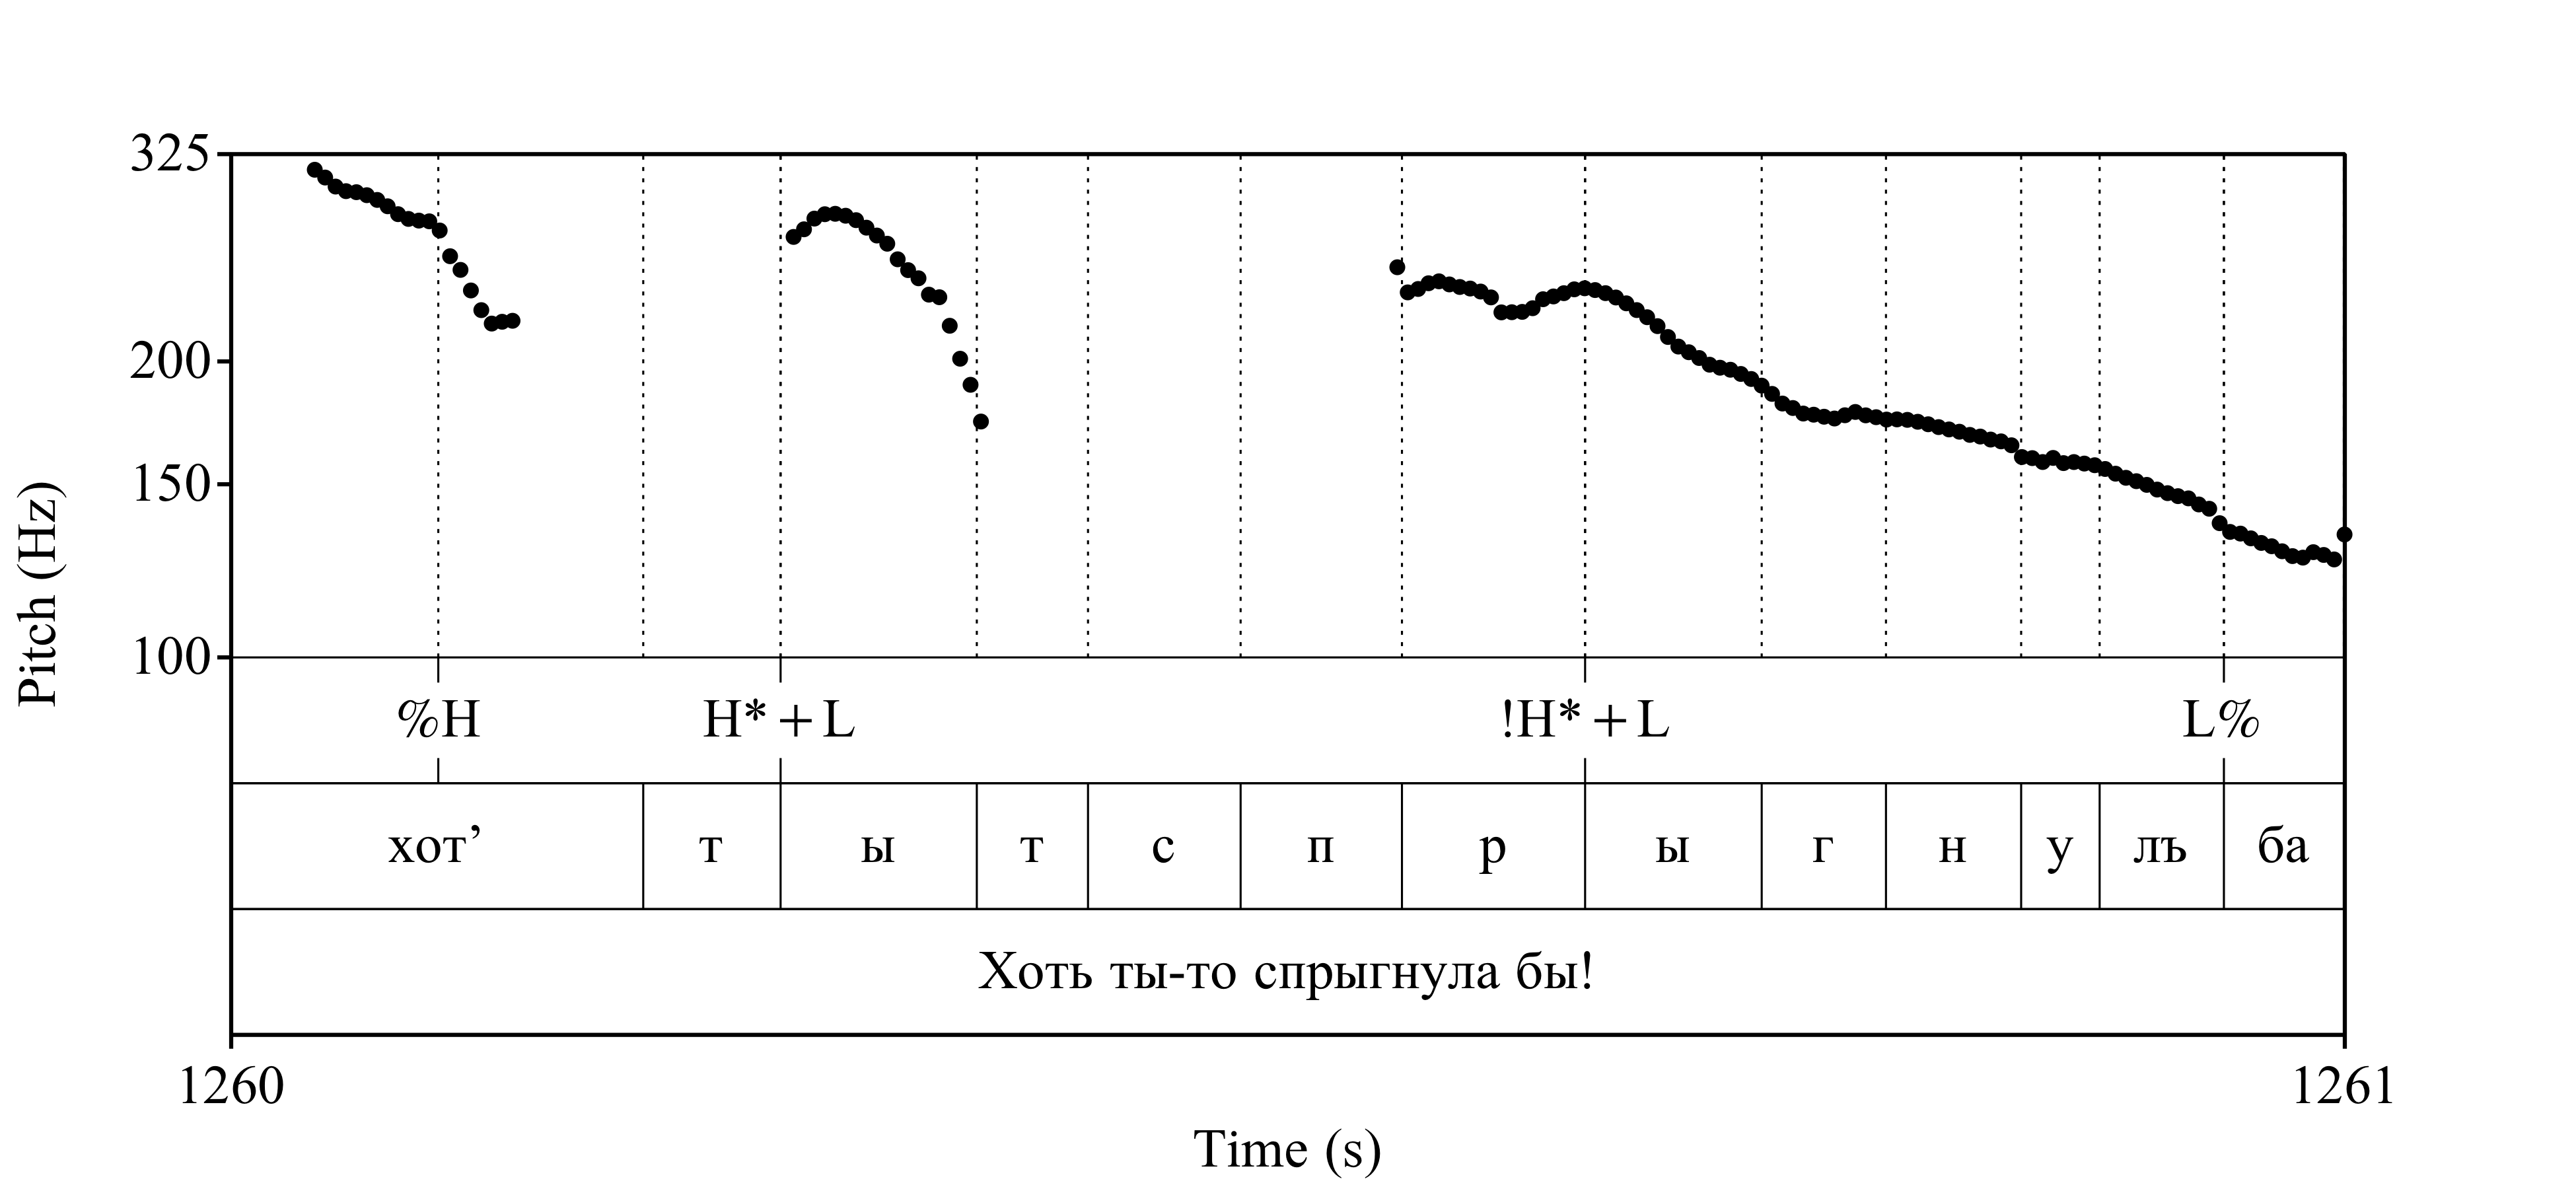 325
200
150
100
Pitch (Hz)
%H H*+L !H*+L L%
хот’ т ы т с п р ы г н у лъ ба
Хоть ты-то спрыгнула бы!
1260 1261
Time (s)